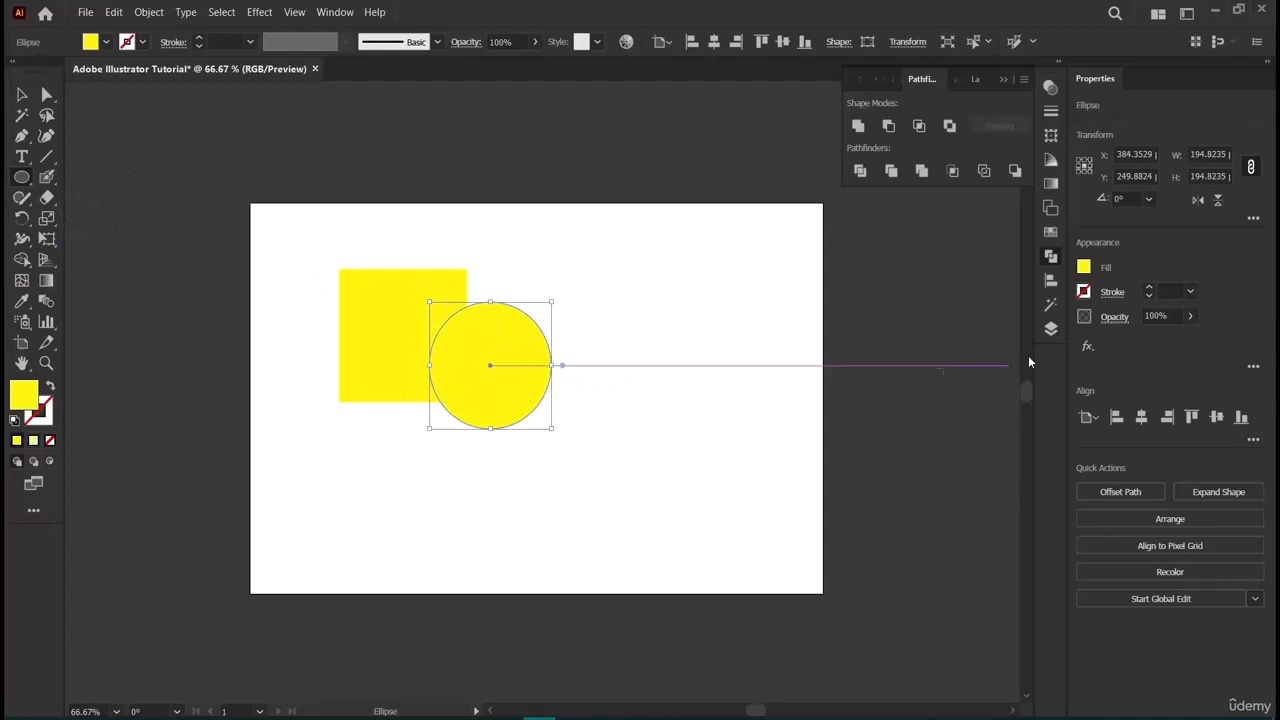 Ai File Edit Object Type Select Effect View Window Help
Ellipse Stroke: Basic Opacity: 100% Style: Shape: Transform
Adobe Illustrator Tutorial* @ 66.67 % (RGB/Preview) ×
Pathfi... La Properties
Shape Modes: Ellipse
Expand
Transform
Pathfinders:
X: 384.3529 W: 194.8235
Y: 249.8824 H: 194.8235
0°
Appearance
Fill
Stroke
Opacity 100%
fx
Align
Quick Actions
Offset Path Expand Shape
Arrange
Align to Pixel Grid
Recolor
Start Global Edit
66.67% 0° 1 Ellipse
udemy